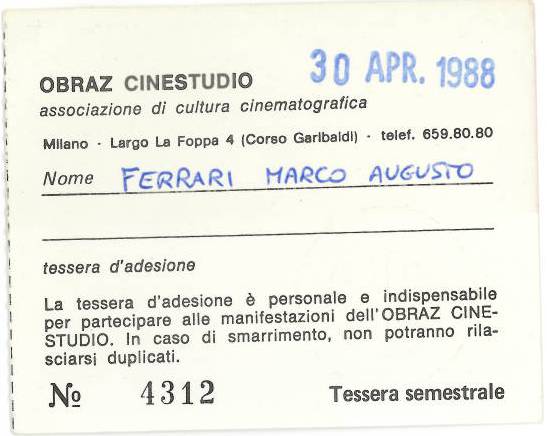 OBRAZ CINESTUDIO 30 APR. 1988
associazione di cultura cinematografica
Milano - Largo La Foppa 4 (Corso Garibaldi) - telef. 659.80.80
Nome FERRARI MARCO AUGUSTO
tessera d'adesione
La tessera d'adesione è personale e indispensabile
per partecipare alle manifestazioni dell'OBRAZ CINE-
STUDIO. In caso di smarrimento, non potranno rila-
sciarsi duplicati.
No 4312 Tessera semestrale